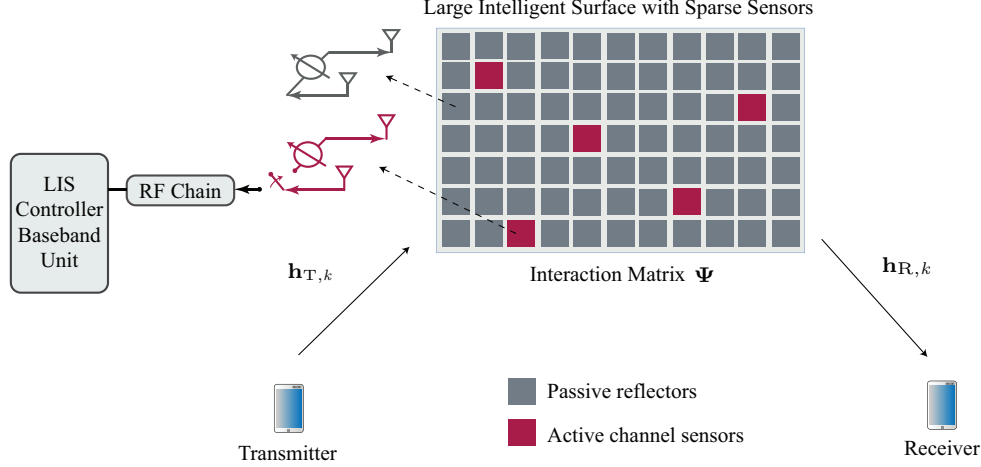 Large Intelligent Surface with Sparse Sensors
LIS
Controller
Baseband
Unit
RF Chain
h_{T,k}
Interaction Matrix Ψ
h_{R,k}
Transmitter
Passive reflectors
Active channel sensors
Receiver